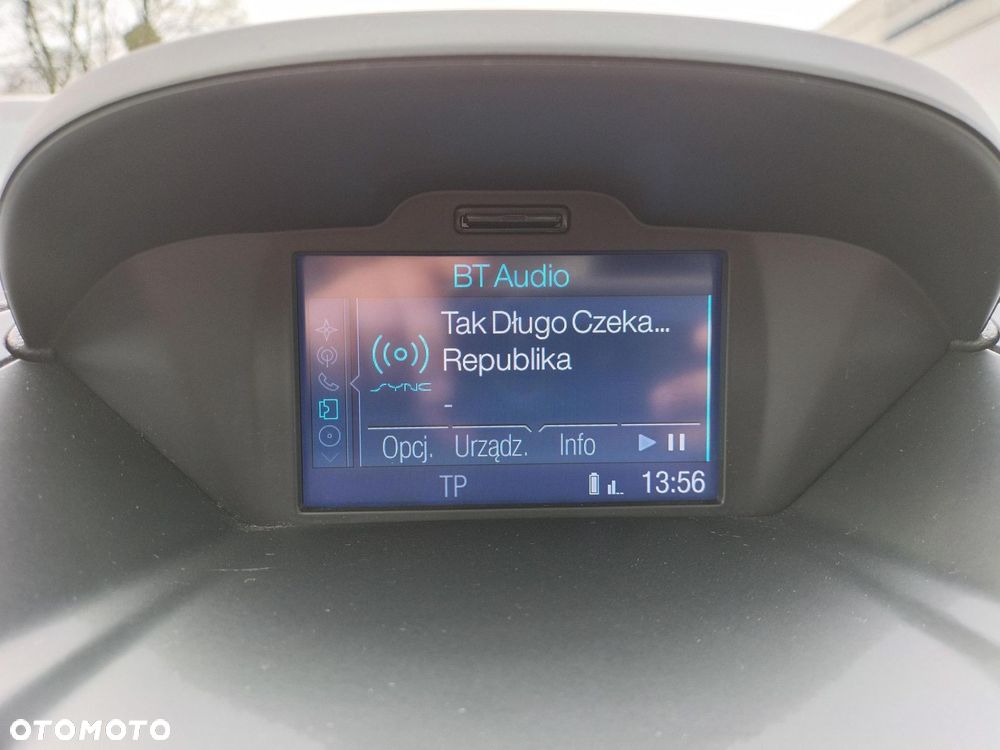 BT Audio
Tak Długo Czeka...
Republika
SYNC
-
Opcj. Urządz. Info
TP 13:56
OTOMOTO